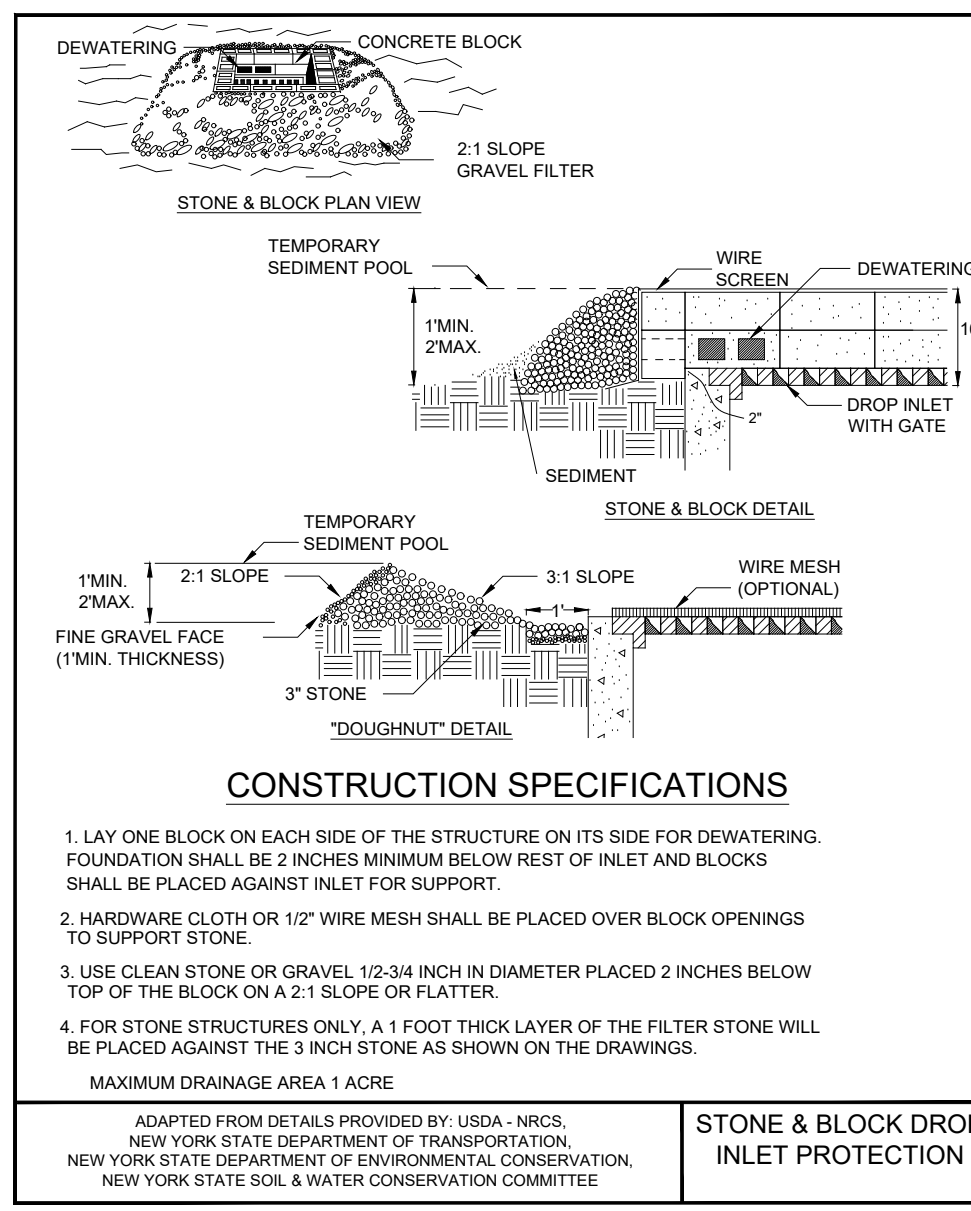 DEWATERING
CONCRETE BLOCK
2:1 SLOPE
GRAVEL FILTER
STONE & BLOCK PLAN VIEW
TEMPORARY
SEDIMENT POOL
WIRE
SCREEN
DEWATERING
1'MIN.
2'MAX.
2"
DROP INLET
WITH GATE
SEDIMENT
STONE & BLOCK DETAIL
TEMPORARY
SEDIMENT POOL
1'MIN.
2'MAX.
2:1 SLOPE
3:1 SLOPE
WIRE MESH
(OPTIONAL)
1'
FINE GRAVEL FACE
(1'MIN. THICKNESS)
3" STONE
"DOUGHNUT" DETAIL
CONSTRUCTION SPECIFICATIONS
1. LAY ONE BLOCK ON EACH SIDE OF THE STRUCTURE ON ITS SIDE FOR DEWATERING.
FOUNDATION SHALL BE 2 INCHES MINIMUM BELOW REST OF INLET AND BLOCKS
SHALL BE PLACED AGAINST INLET FOR SUPPORT.
2. HARDWARE CLOTH OR 1/2" WIRE MESH SHALL BE PLACED OVER BLOCK OPENINGS
TO SUPPORT STONE.
3. USE CLEAN STONE OR GRAVEL 1/2-3/4 INCH IN DIAMETER PLACED 2 INCHES BELOW
TOP OF THE BLOCK ON A 2:1 SLOPE OR FLATTER.
4. FOR STONE STRUCTURES ONLY, A 1 FOOT THICK LAYER OF THE FILTER STONE WILL
BE PLACED AGAINST THE 3 INCH STONE AS SHOWN ON THE DRAWINGS.
MAXIMUM DRAINAGE AREA 1 ACRE
ADAPTED FROM DETAILS PROVIDED BY: USDA - NRCS,
NEW YORK STATE DEPARTMENT OF TRANSPORTATION,
NEW YORK STATE DEPARTMENT OF ENVIRONMENTAL CONSERVATION,
NEW YORK STATE SOIL & WATER CONSERVATION COMMITTEE
STONE & BLOCK DROP
INLET PROTECTION